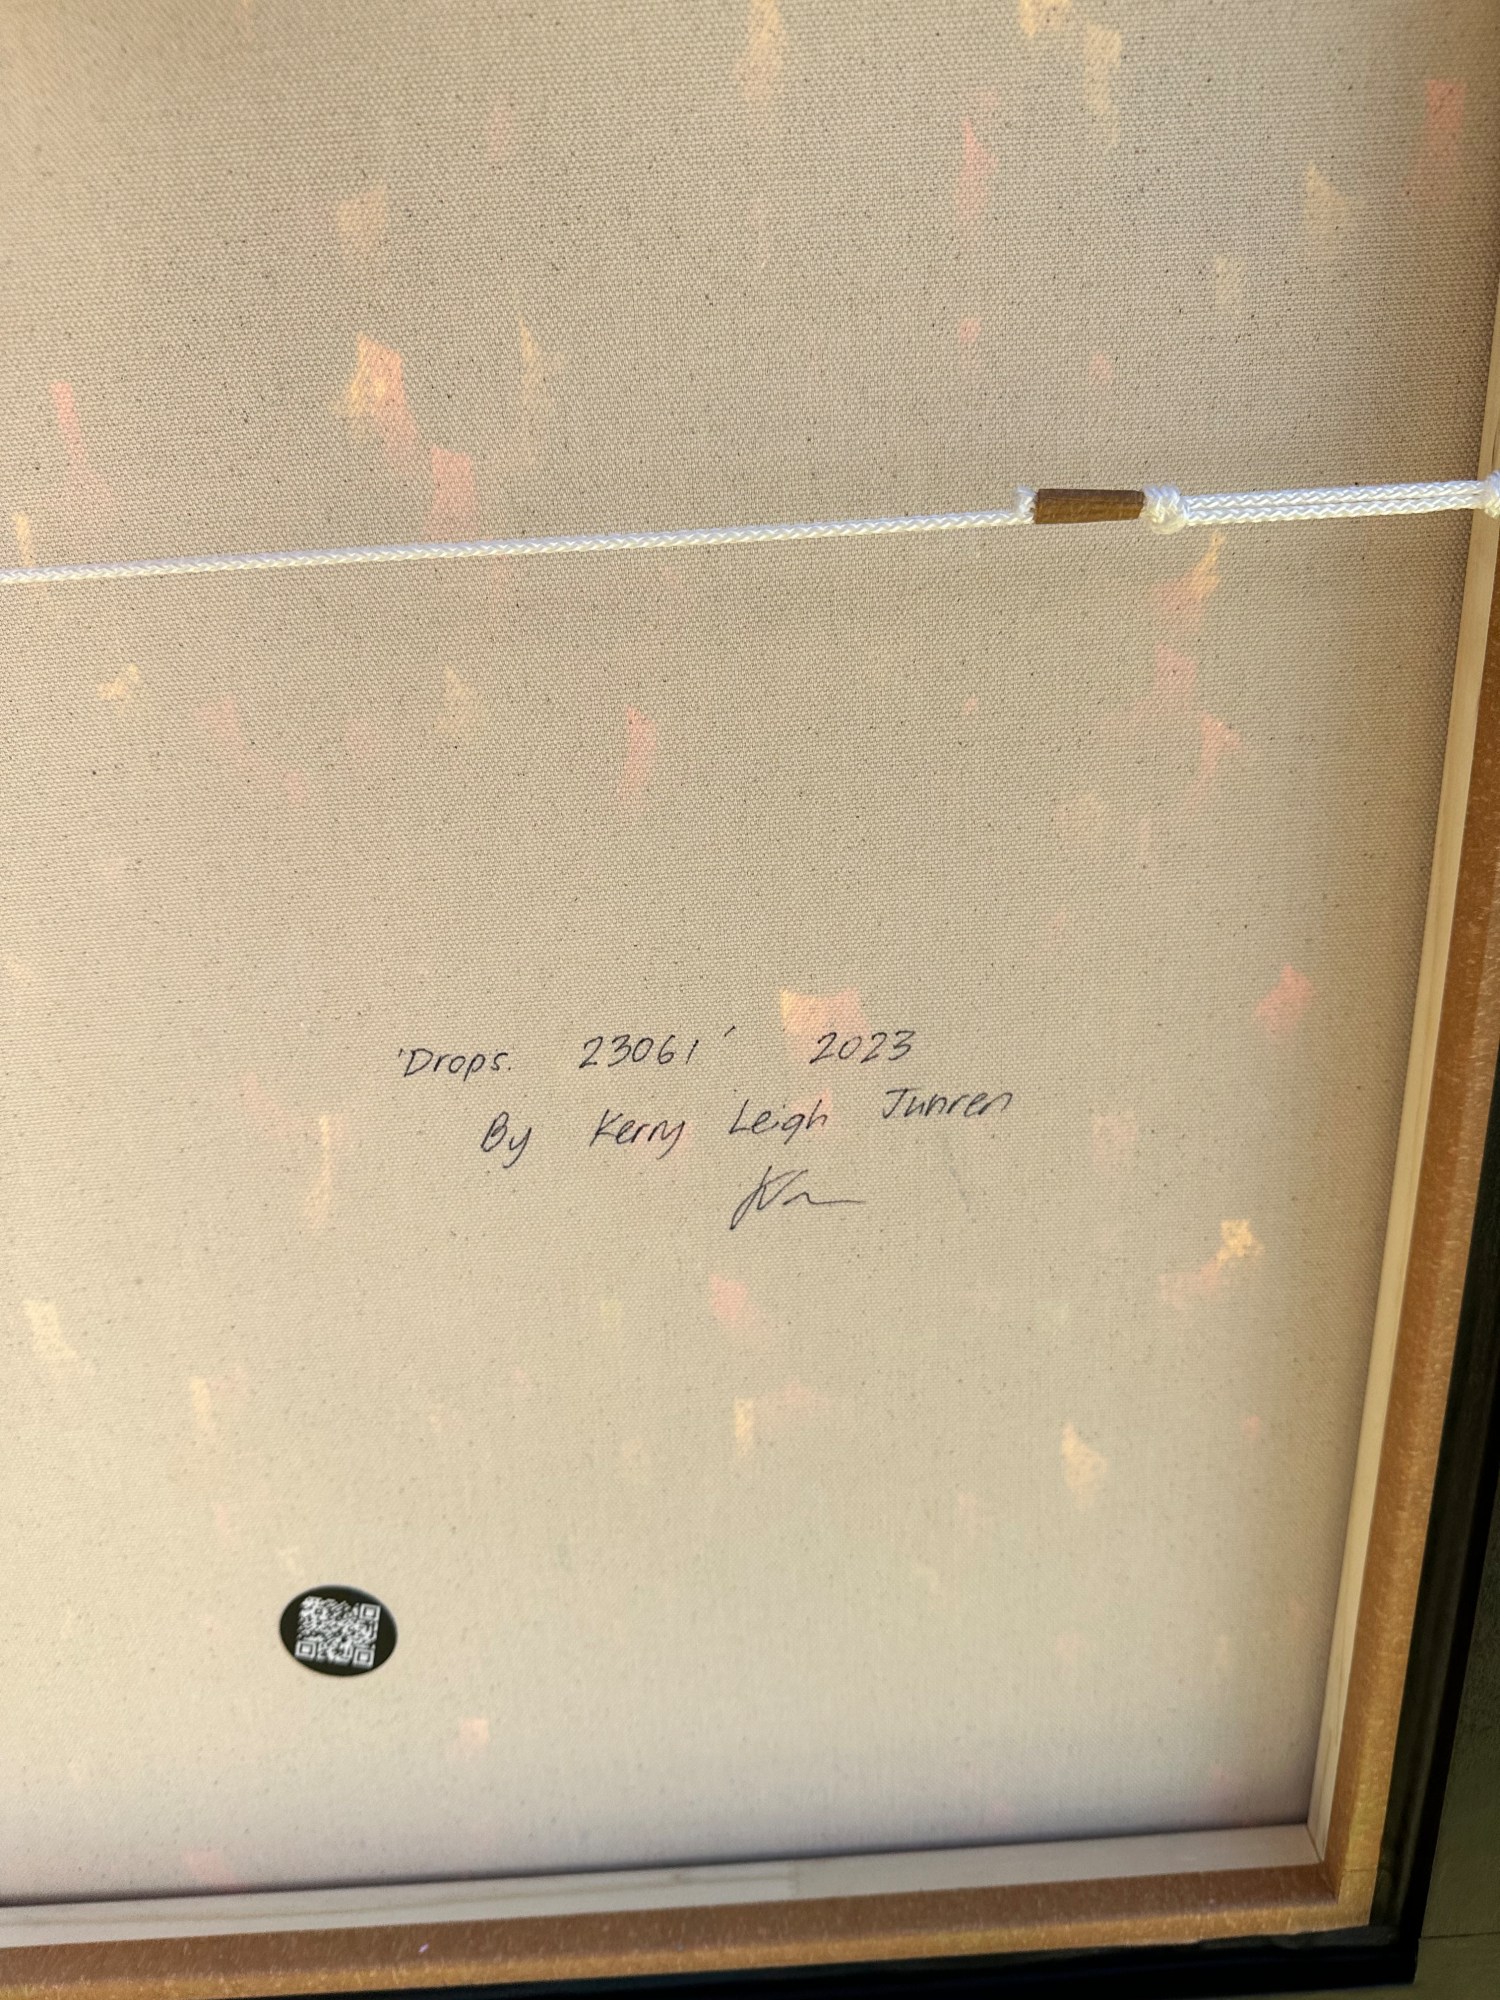 'Drops. 23061' 2023
By Kerry Leigh Junren